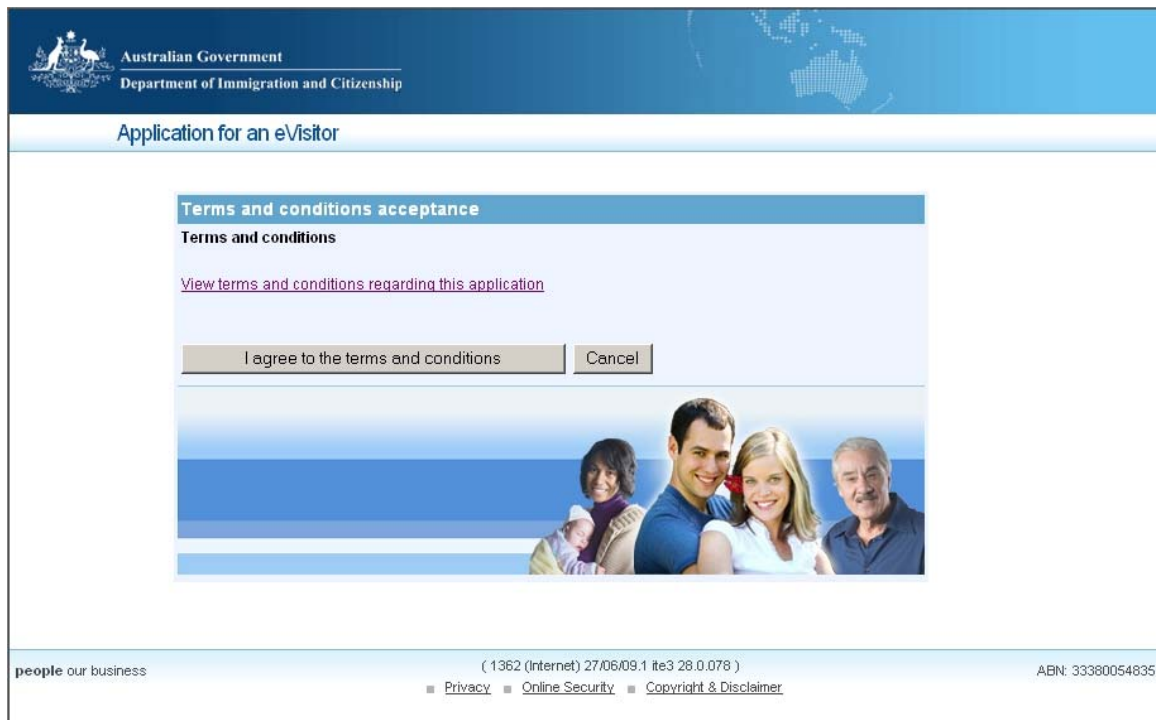 Australian Government
Department of Immigration and Citizenship
Application for an eVisitor
Terms and conditions acceptance
Terms and conditions
View terms and conditions regarding this application
I agree to the terms and conditions
Cancel
people our business
( 1362 (Internet) 27/06/09.1 ite3 28.0.078 )
ABN: 33380054835
Privacy Online Security Copyright & Disclaimer